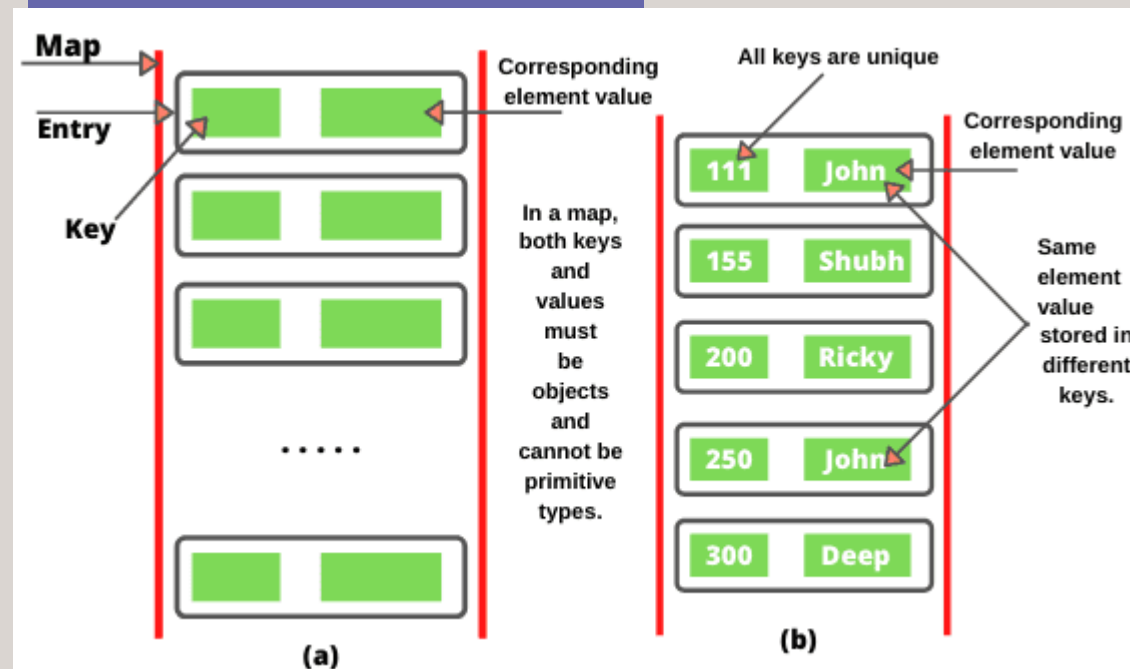 Map
Entry
Key
Corresponding
element value
.....
(a)
In a map,
both keys
and
values
must
be
objects
and
cannot be
primitive
types.
All keys are unique
Corresponding
element value
111 John
155 Shubh
200 Ricky
250 John
300 Deep
Same
element
value
stored in
different
keys.
(b)